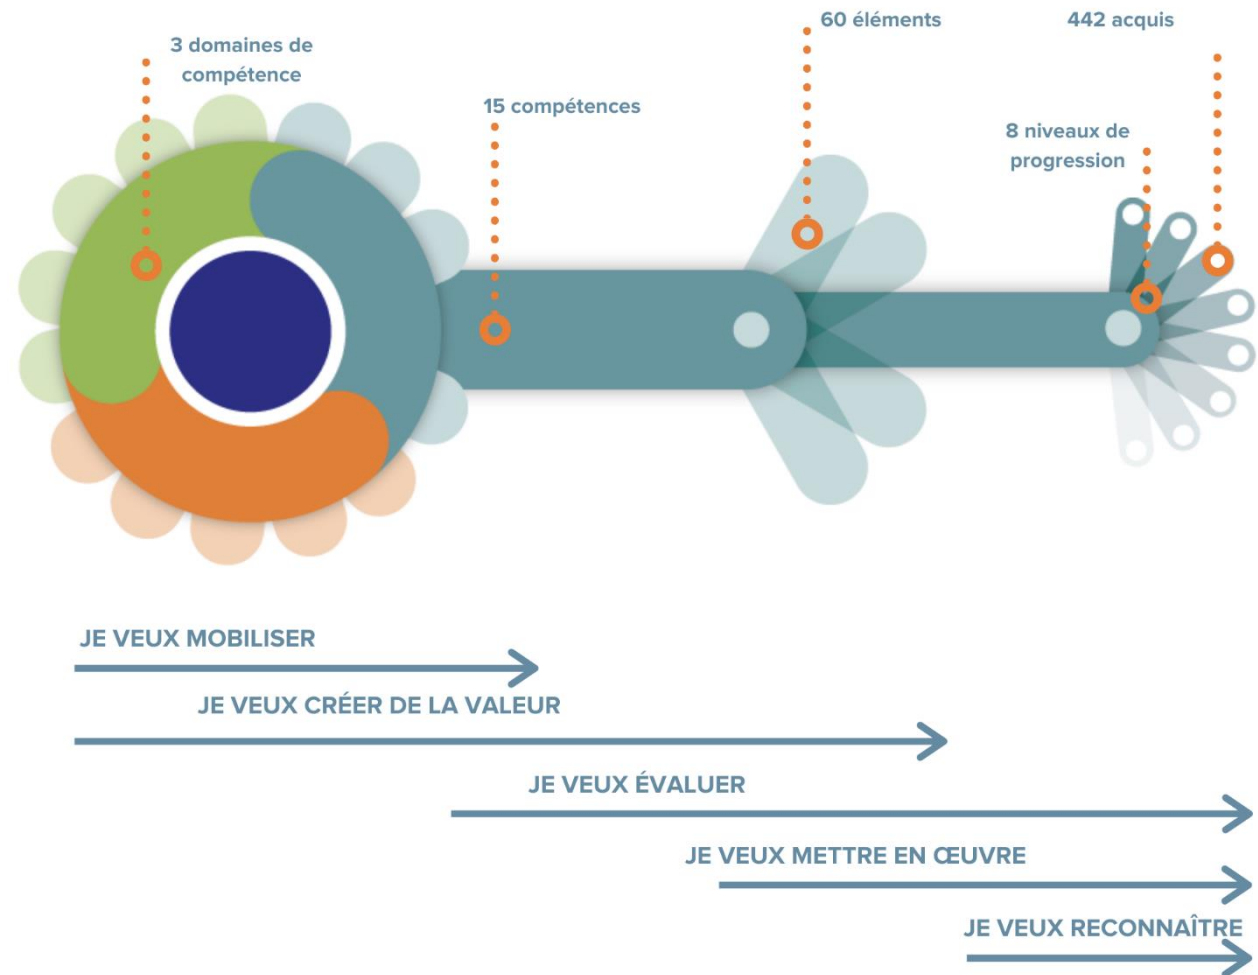 60 éléments
442 acquis
3 domaines de
compétence
15 compétences
8 niveaux de
progression
JE VEUX MOBILISER
JE VEUX CRÉER DE LA VALEUR
JE VEUX ÉVALUER
JE VEUX METTRE EN ŒUVRE
JE VEUX RECONNAÎTRE